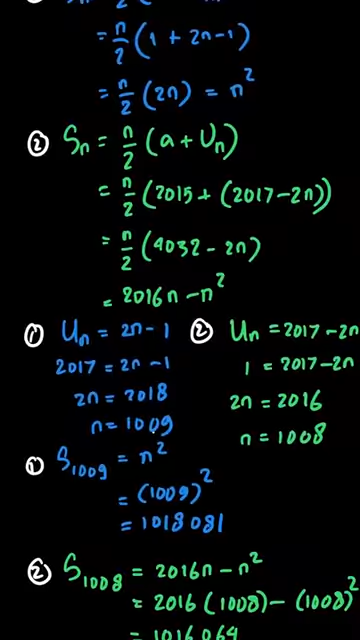 = n/2 (1 + 2n-1)
= n/2 (2n) = n²
② Sn = n/2 (a + Un)
= n/2 (2015 + (2017-2n))
= n/2 (4032 - 2n)
= 2016n - n²
① Un = 2n - 1
2017 = 2n - 1
2n = 2018
n = 1009
② Un = 2017 - 2n
1 = 2017 - 2n
2n = 2016
n = 1008
① S1009 = n²
= (1009)²
= 1018081
② S1008 = 2016n - n²
= 2016(1008) - (1008)²
= 1016064